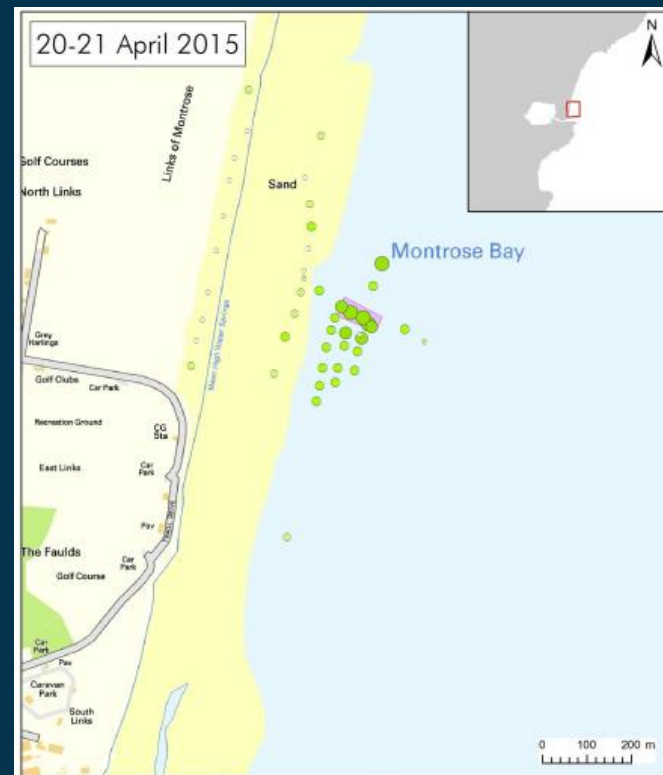 20-21 April 2015
N
Links of Montrose
Golf Courses
North Links
Sand
Montrose Bay
Mean High Water Springs
Grey
Harlings
Golf Clubs
Car Park
Recreation Ground
CG
Sta
East Links
Car
Park
Pav
TRAILL DRIVE
The Faulds
Car
Park
Golf Course
Car
Park
Pav
Caravan
Park
South
Links
0 100 200 m